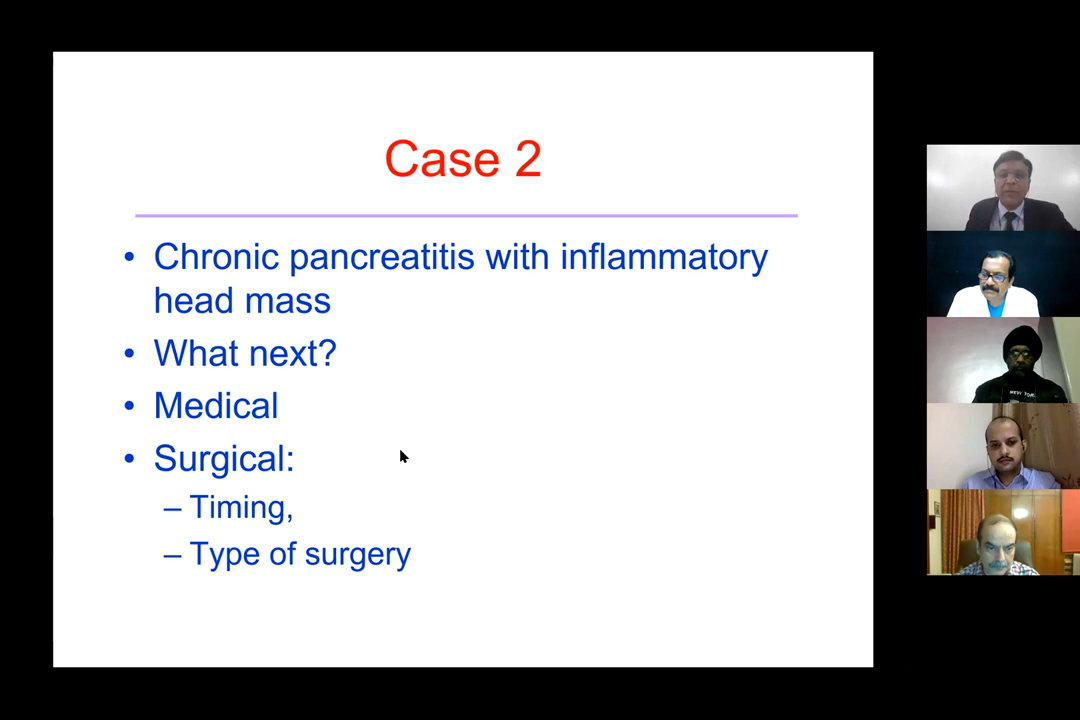 Case 2
• Chronic pancreatitis with inflammatory
head mass
• What next?
• Medical
• Surgical:
– Timing,
– Type of surgery